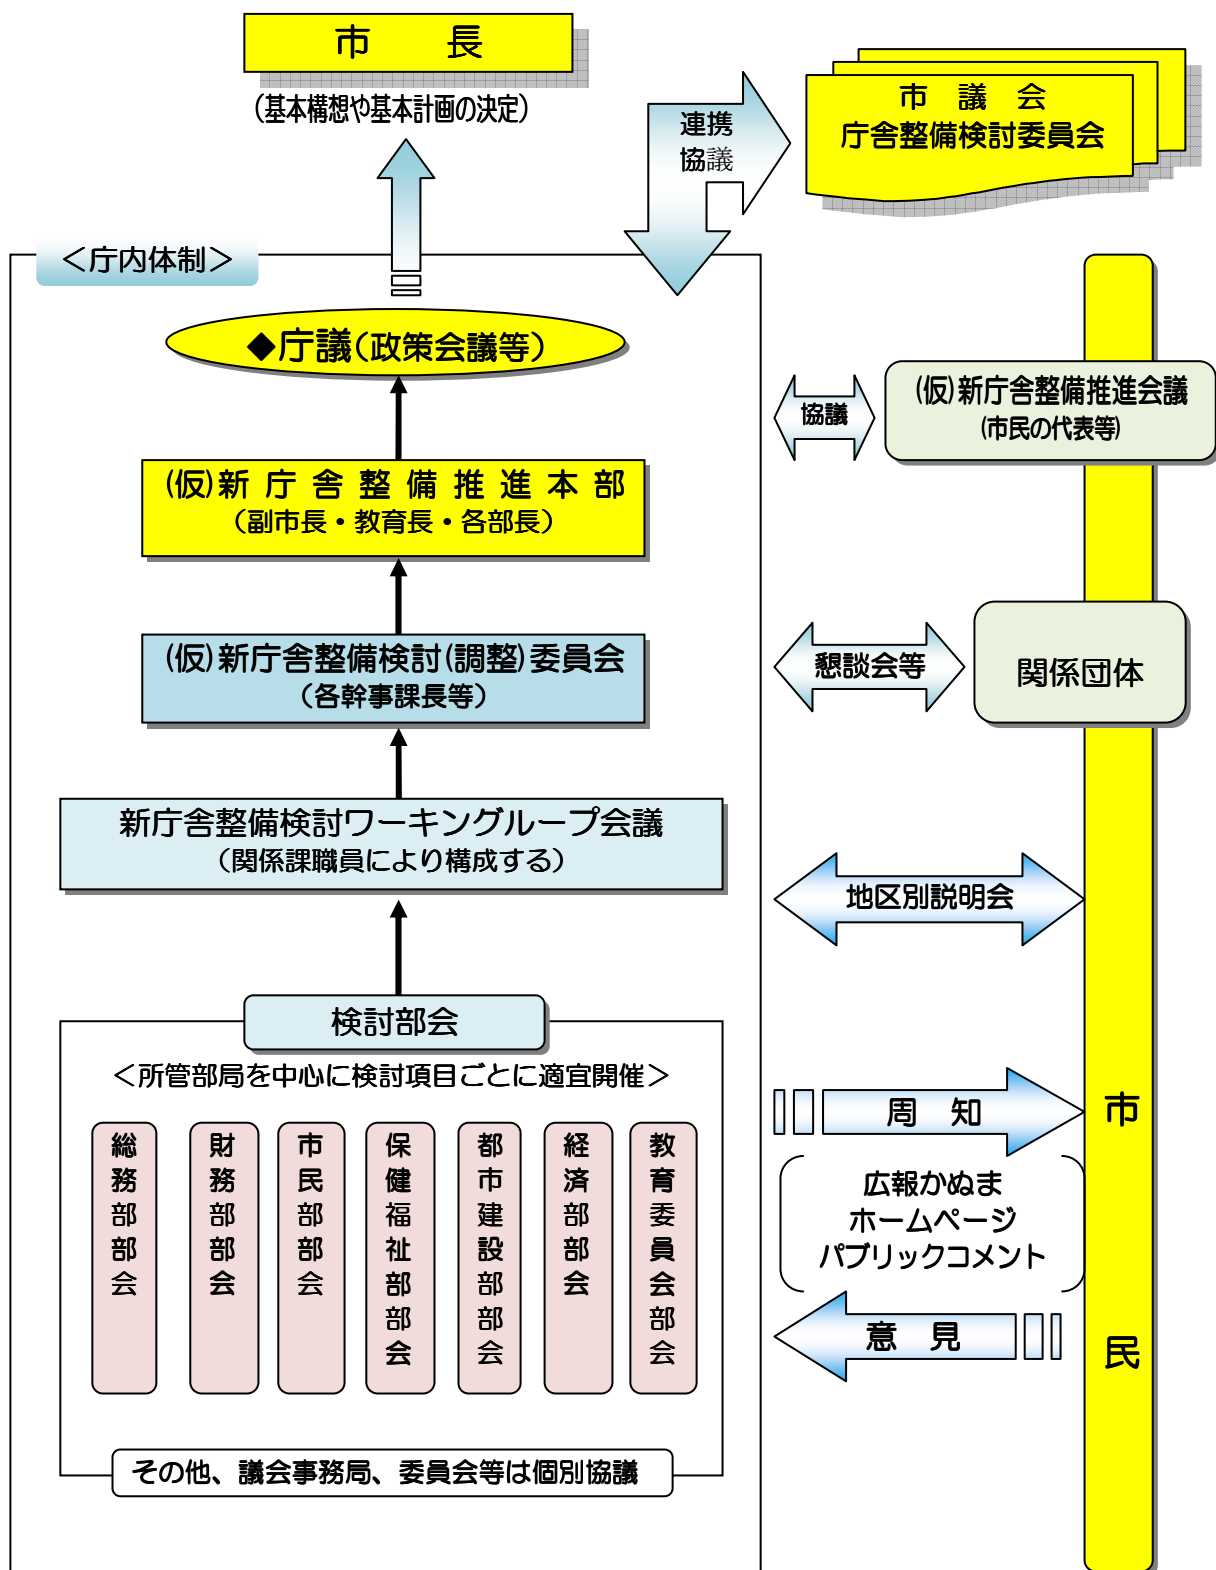 市　長
(基本構想や基本計画の決定)
連携
協議
市 議 会
庁舎整備検討委員会
＜庁内体制＞
◆庁議(政策会議等)
(仮)新庁舎整備推進本部
（副市長・教育長・各部長）
(仮)新庁舎整備検討(調整)委員会
（各幹事課長等）
新庁舎整備検討ワーキングループ会議
（関係課職員により構成する）
検討部会
＜所管部局を中心に検討項目ごとに適宜開催＞
総務部部会
財務部部会
市民部部会
保健福祉部部会
都市建設部部会
経済部部会
教育委員会部会
その他、議会事務局、委員会等は個別協議
協議
(仮)新庁舎整備推進会議
(市民の代表等)
懇談会等
関係団体
地区別説明会
周 知
広報かぬま
ホームページ
パブリックコメント
意 見
市民